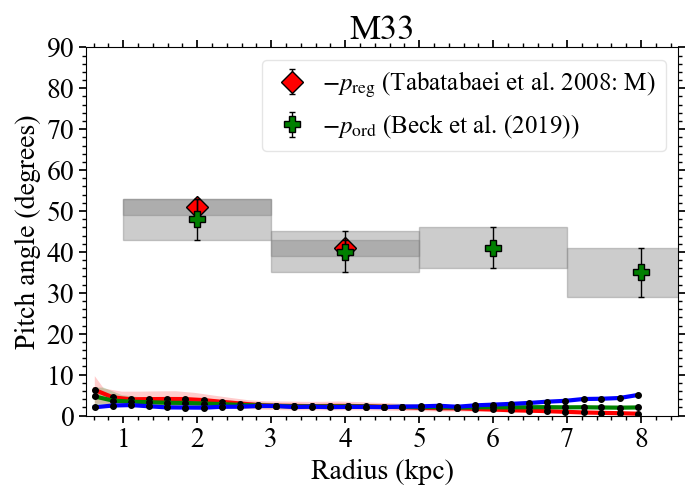 M33
90
80
70
60
50
40
30
20
10
0
Pitch angle (degrees)
−p_reg (Tabatabaei et al. 2008: M)
−p_ord (Beck et al. (2019))
1 2 3 4 5 6 7 8
Radius (kpc)